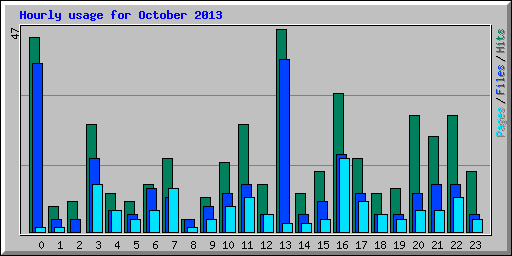 Hourly usage for October 2013
47
Pages / Files / Hits
0 1 2 3 4 5 6 7 8 9 10 11 12 13 14 15 16 17 18 19 20 21 22 23